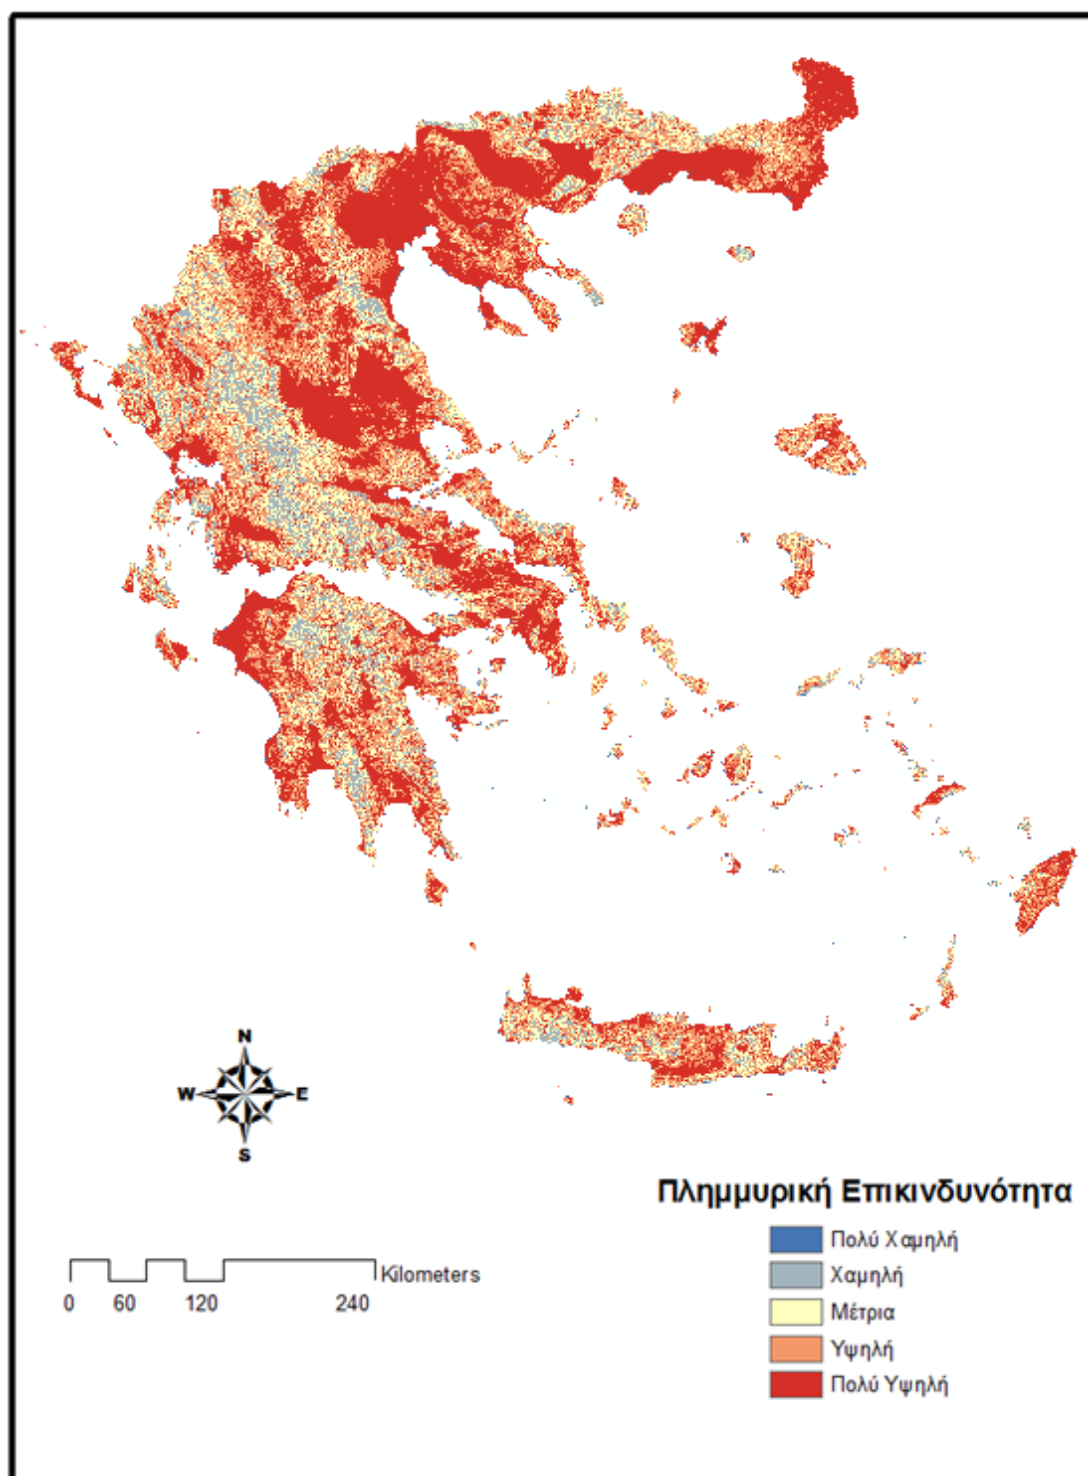 N
W E
S
Πλημμυρική Επικινδυνότητα
Πολύ Χαμηλή
Χαμηλή
Μέτρια
Υψηλή
Πολύ Υψηλή
Kilometers
0 60 120 240